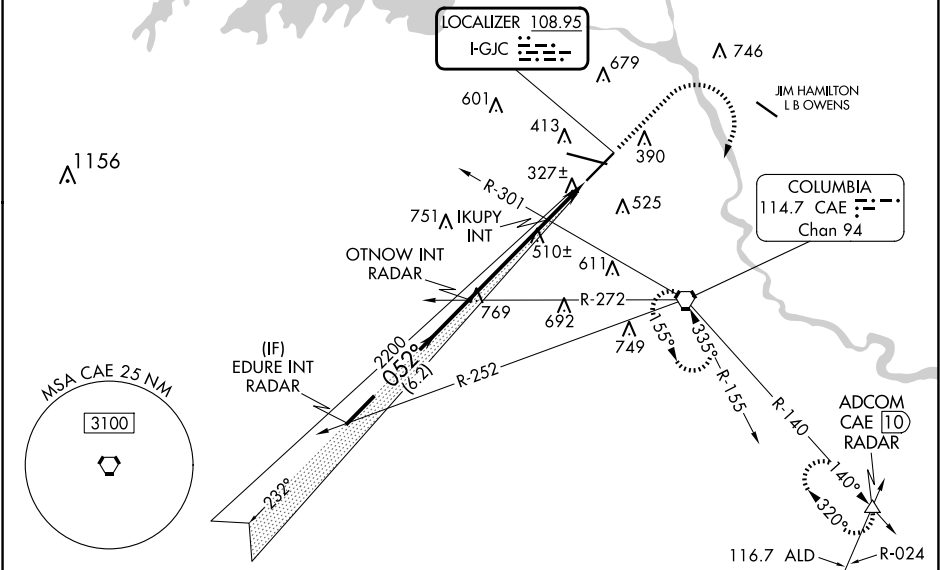 LOCALIZER 108.95
I-GJC
679
746
601
JIM HAMILTON
L B OWENS
413
390
1156
327±
R-301
COLUMBIA
114.7 CAE
Chan 94
525
751
IKUPY
INT
510±
OTNOW INT
RADAR
611
R-272
769
692
749
155°
335°
R-155
2200
052°
(6.2)
R-252
(IF)
EDURE INT
RADAR
MSA CAE 25 NM
3100
R-140
ADCOM
CAE 10
RADAR
140°
320°
232°
116.7 ALD
R-024